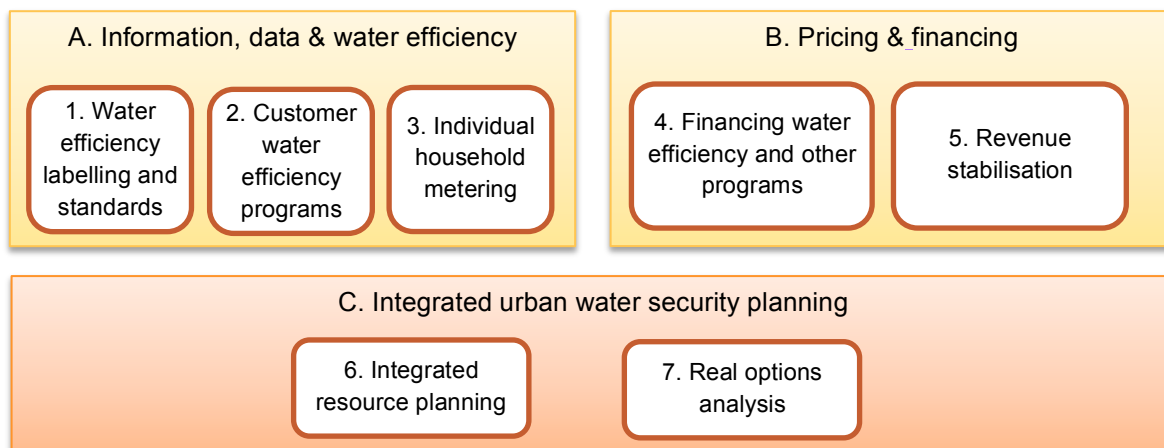 A. Information, data & water efficiency
1. Water
efficiency
labelling and
standards
2. Customer
water
efficiency
programs
3. Individual
household
metering
B. Pricing & financing
4. Financing water
efficiency and other
programs
5. Revenue
stabilisation
C. Integrated urban water security planning
6. Integrated
resource planning
7. Real options
analysis